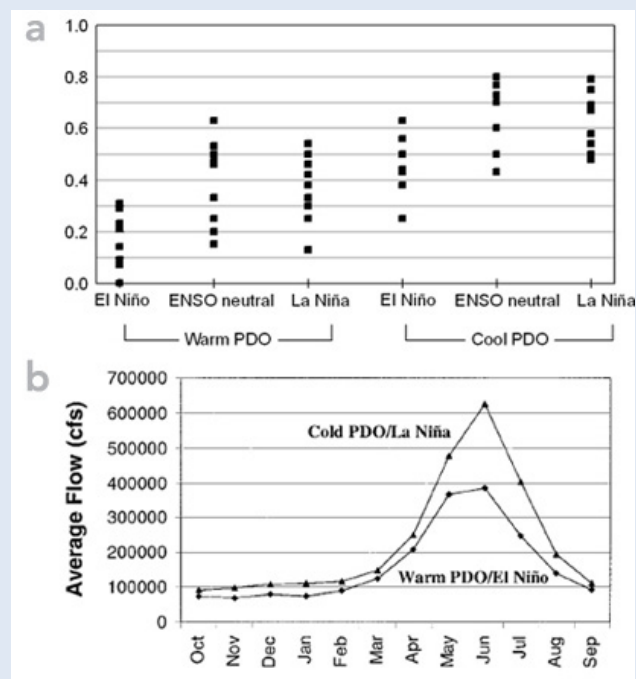 a
1.0
0.8
0.6
0.4
0.2
0.0
El Niño ENSO neutral La Niña El Niño ENSO neutral La Niña
Warm PDO Cool PDO
b
Average Flow (cfs)
700000
600000
500000
400000
300000
200000
100000
0
Cold PDO/La Niña
Warm PDO/El Niño
Oct Nov Dec Jan Feb Mar Apr May Jun Jul Aug Sep